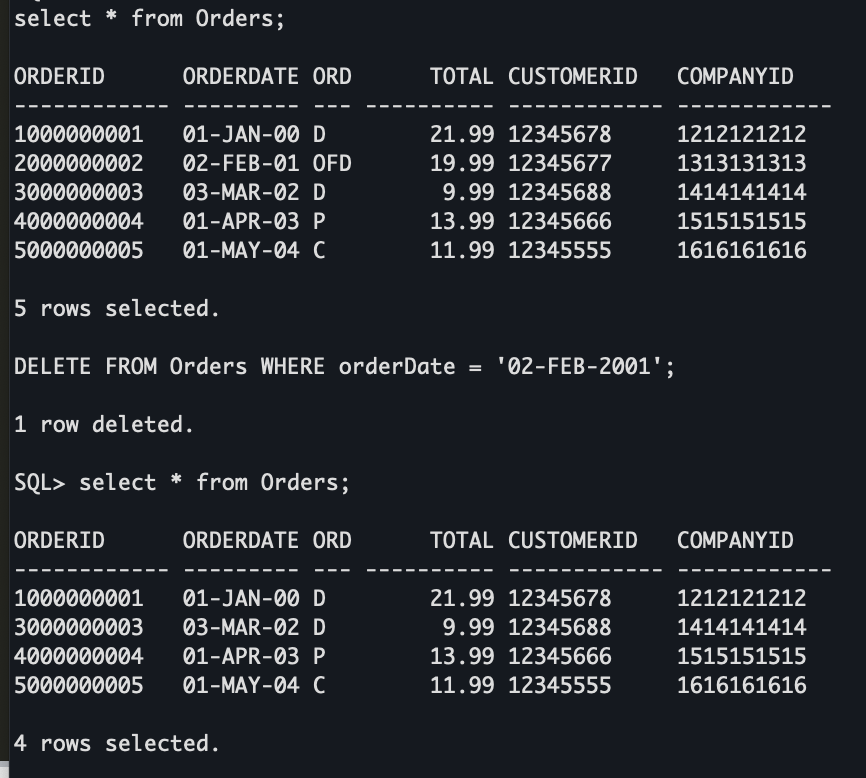 select * from Orders;
ORDERID      ORDERDATE ORD      TOTAL CUSTOMERID   COMPANYID
------------ --------- --- ---------- ------------ ------------
1000000001   01-JAN-00 D        21.99 12345678     1212121212
2000000002   02-FEB-01 OFD      19.99 12345677     1313131313
3000000003   03-MAR-02 D         9.99 12345688     1414141414
4000000004   01-APR-03 P        13.99 12345666     1515151515
5000000005   01-MAY-04 C        11.99 12345555     1616161616
5 rows selected.
DELETE FROM Orders WHERE orderDate = '02-FEB-2001';
1 row deleted.
SQL> select * from Orders;
ORDERID      ORDERDATE ORD      TOTAL CUSTOMERID   COMPANYID
------------ --------- --- ---------- ------------ ------------
1000000001   01-JAN-00 D        21.99 12345678     1212121212
3000000003   03-MAR-02 D         9.99 12345688     1414141414
4000000004   01-APR-03 P        13.99 12345666     1515151515
5000000005   01-MAY-04 C        11.99 12345555     1616161616
4 rows selected.